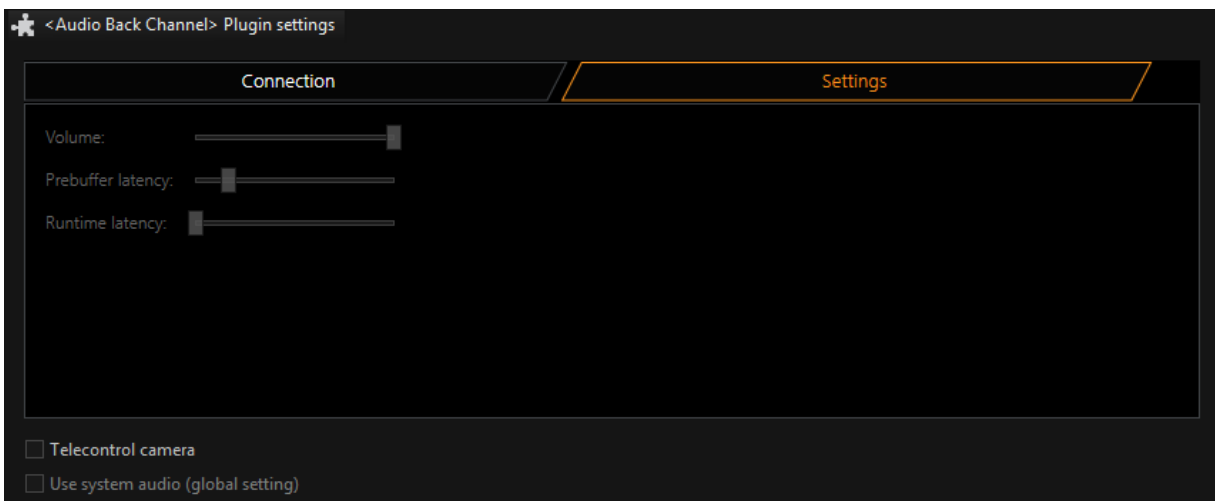 <Audio Back Channel> Plugin settings
Connection
Settings
Volume:
Prebuffer latency:
Runtime latency:
Telecontrol camera
Use system audio (global setting)